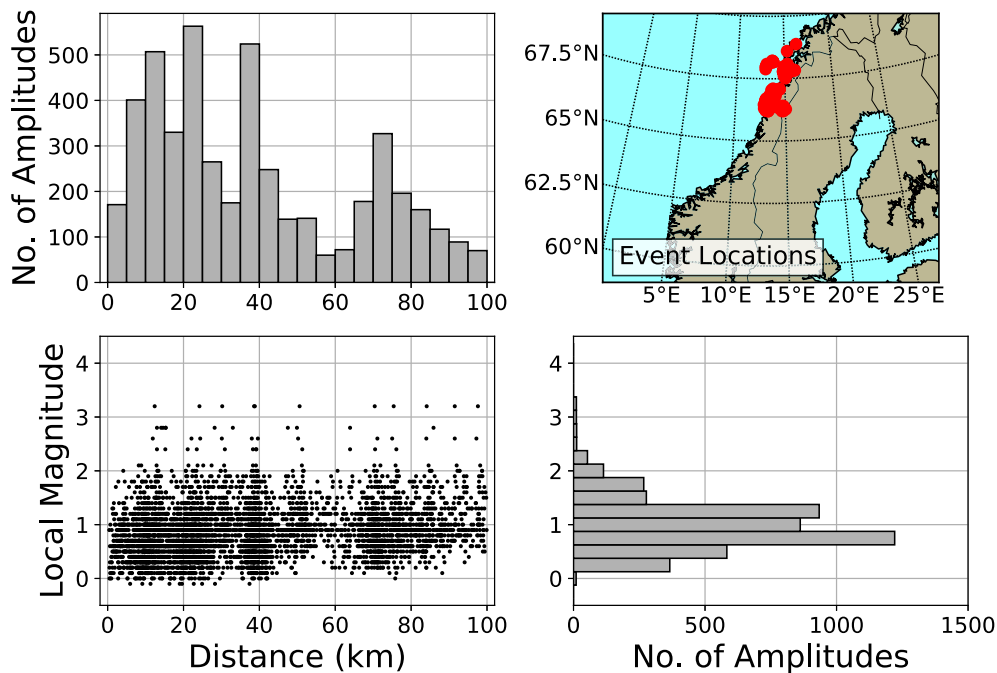 No. of Amplitudes
500
400
300
200
100
0
0 20 40 60 80 100
67.5°N
65°N
62.5°N
60°N
Event Locations
5°E 10°E 15°E 20°E 25°E
Local Magnitude
4
3
2
1
0
0 20 40 60 80 100
Distance (km)
4
3
2
1
0
0 500 1000 1500
No. of Amplitudes